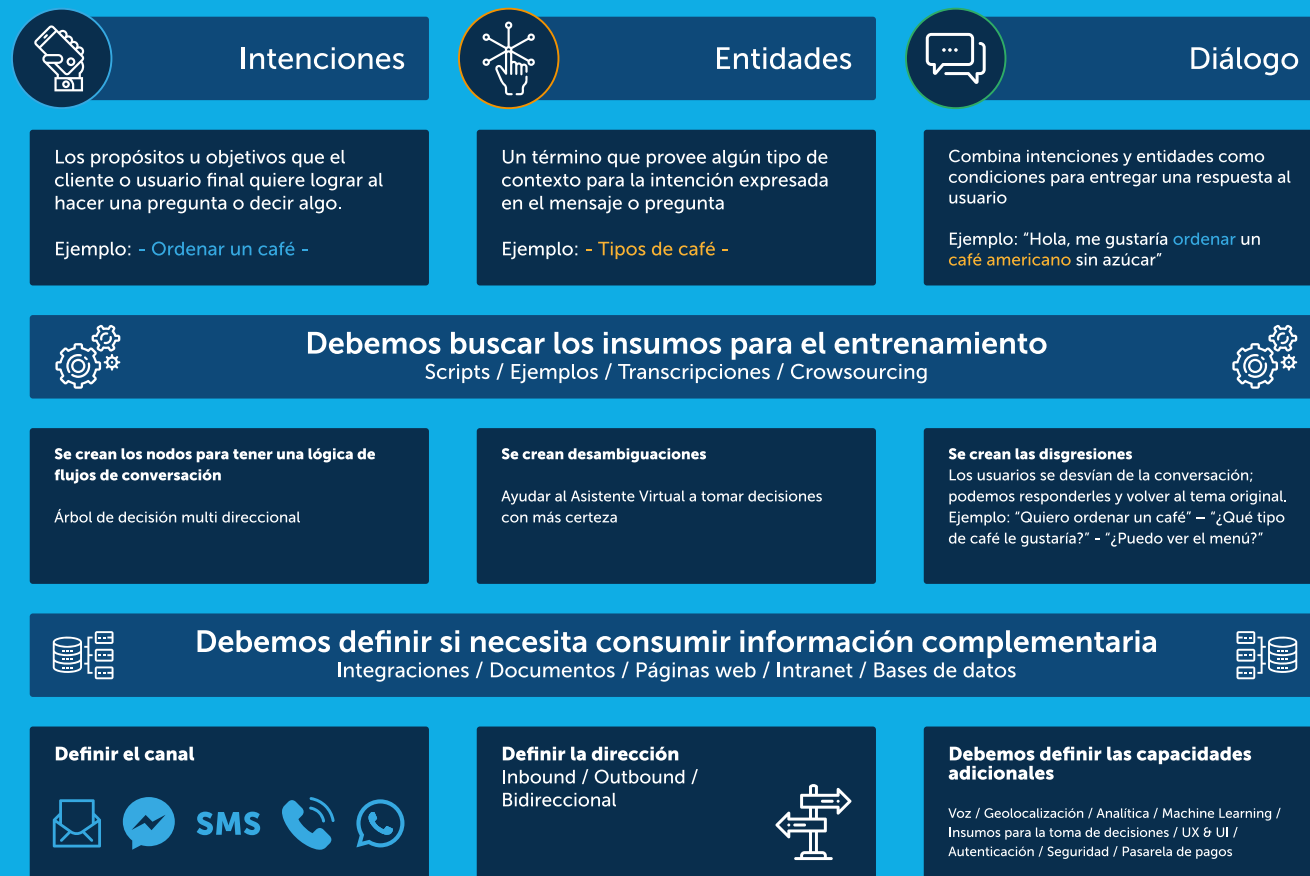 Intenciones
Entidades
Diálogo
Los propósitos u objetivos que el
cliente o usuario final quiere lograr al
hacer una pregunta o decir algo.
Ejemplo: - Ordenar un café -
Un término que provee algún tipo de
contexto para la intención expresada
en el mensaje o pregunta
Ejemplo: - Tipos de café -
Combina intenciones y entidades como
condiciones para entregar una respuesta al
usuario
Ejemplo: “Hola, me gustaría ordenar un
café americano sin azúcar”
Debemos buscar los insumos para el entrenamiento
Scripts / Ejemplos / Transcripciones / Crowsourcing
Se crean los nodos para tener una lógica de
flujos de conversación
Árbol de decisión multi direccional
Se crean desambiguaciones
Ayudar al Asistente Virtual a tomar decisiones
con más certeza
Se crean las disgresiones
Los usuarios se desvían de la conversación;
podemos responderles y volver al tema original.
Ejemplo: “Quiero ordenar un café” – “¿Qué tipo
de café le gustaría?” - “¿Puedo ver el menú?”
Debemos definir si necesita consumir información complementaria
Integraciones / Documentos / Páginas web / Intranet / Bases de datos
Definir el canal
SMS
Definir la dirección
Inbound / Outbound /
Bidireccional
Debemos definir las capacidades
adicionales
Voz / Geolocalización / Analítica / Machine Learning /
Insumos para la toma de decisiones / UX & UI /
Autenticación / Seguridad / Pasarela de pagos